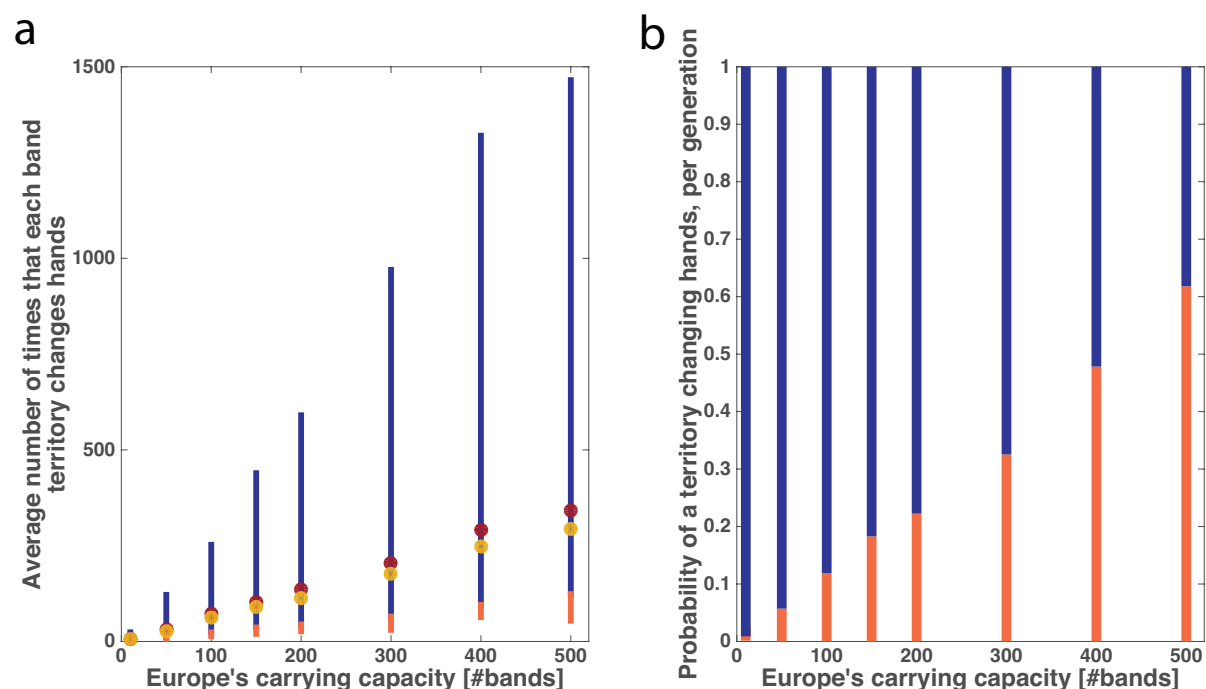 a
Average number of times that each band
territory changes hands
1500
1000
500
0
0 100 200 300 400 500
Europe's carrying capacity [#bands]
b
Probability of a territory changing hands, per generation
1
0.9
0.8
0.7
0.6
0.5
0.4
0.3
0.2
0.1
0
0 100 200 300 400 500
Europe's carrying capacity [#bands]